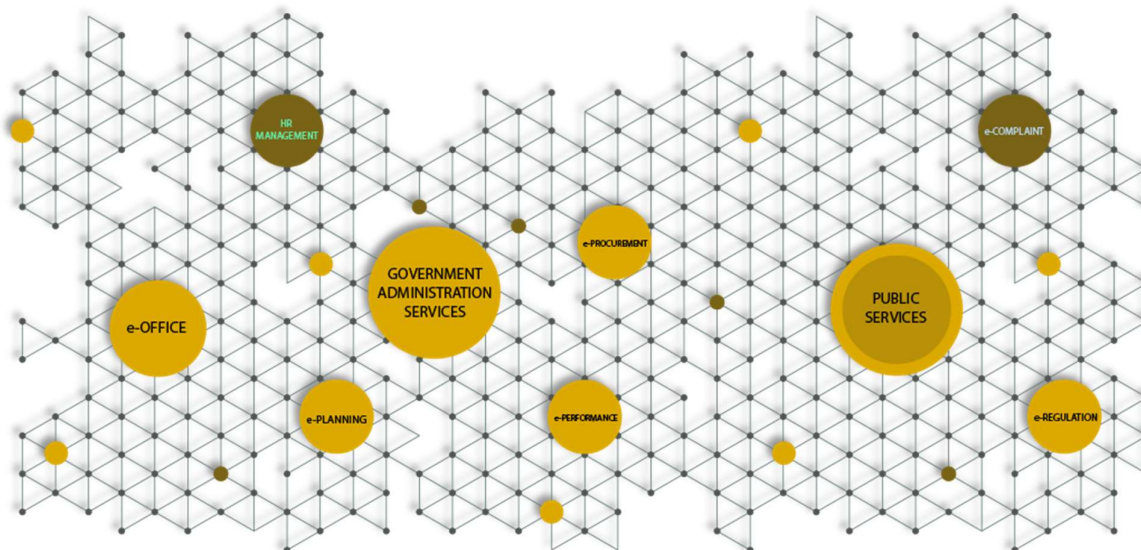 HR
MANAGEMENT
e-COMPLAINT
e-PROCUREMENT
GOVERNMENT
ADMINISTRATION
SERVICES
PUBLIC
SERVICES
e-OFFICE
e-PLANNING
e-PERFORMANCE
e-REGULATION